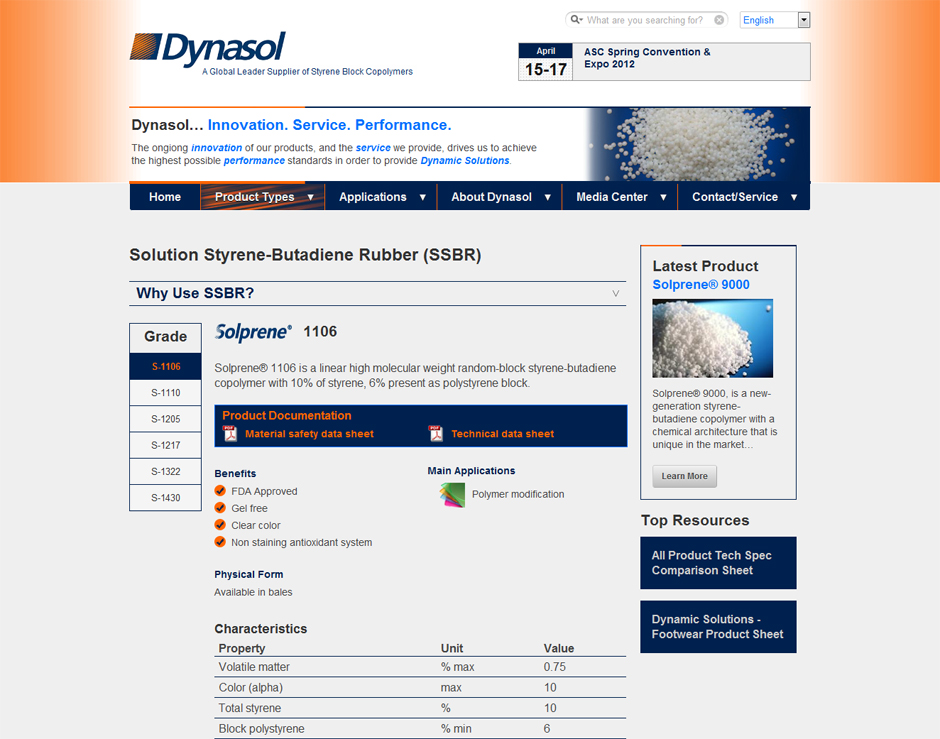 What are you searching for?
English
Dynasol
A Global Leader Supplier of Styrene Block Copolymers
April
15-17
ASC Spring Convention &
Expo 2012
Dynasol… Innovation. Service. Performance.
The ongiong innovation of our products, and the service we provide, drives us to achieve
the highest possible performance standards in order to provide Dynamic Solutions.
Home
Product Types ▼
Applications ▼
About Dynasol ▼
Media Center ▼
Contact/Service ▼
Solution Styrene-Butadiene Rubber (SSBR)
Why Use SSBR?
Grade
S-1106
S-1110
S-1205
S-1217
S-1322
S-1430
Solprene® 1106
Solprene® 1106 is a linear high molecular weight random-block styrene-butadiene
copolymer with 10% of styrene, 6% present as polystyrene block.
Product Documentation
PDF Material safety data sheet
PDF Technical data sheet
Benefits
FDA Approved
Gel free
Clear color
Non staining antioxidant system
Main Applications
Polymer modification
Physical Form
Available in bales
Characteristics
Property Unit Value
Volatile matter % max 0.75
Color (alpha) max 10
Total styrene % 10
Block polystyrene % min 6
Latest Product
Solprene® 9000
Solprene® 9000, is a new-
generation styrene-
butadiene copolymer with a
chemical architecture that is
unique in the market…
Learn More
Top Resources
All Product Tech Spec
Comparison Sheet
Dynamic Solutions -
Footwear Product Sheet